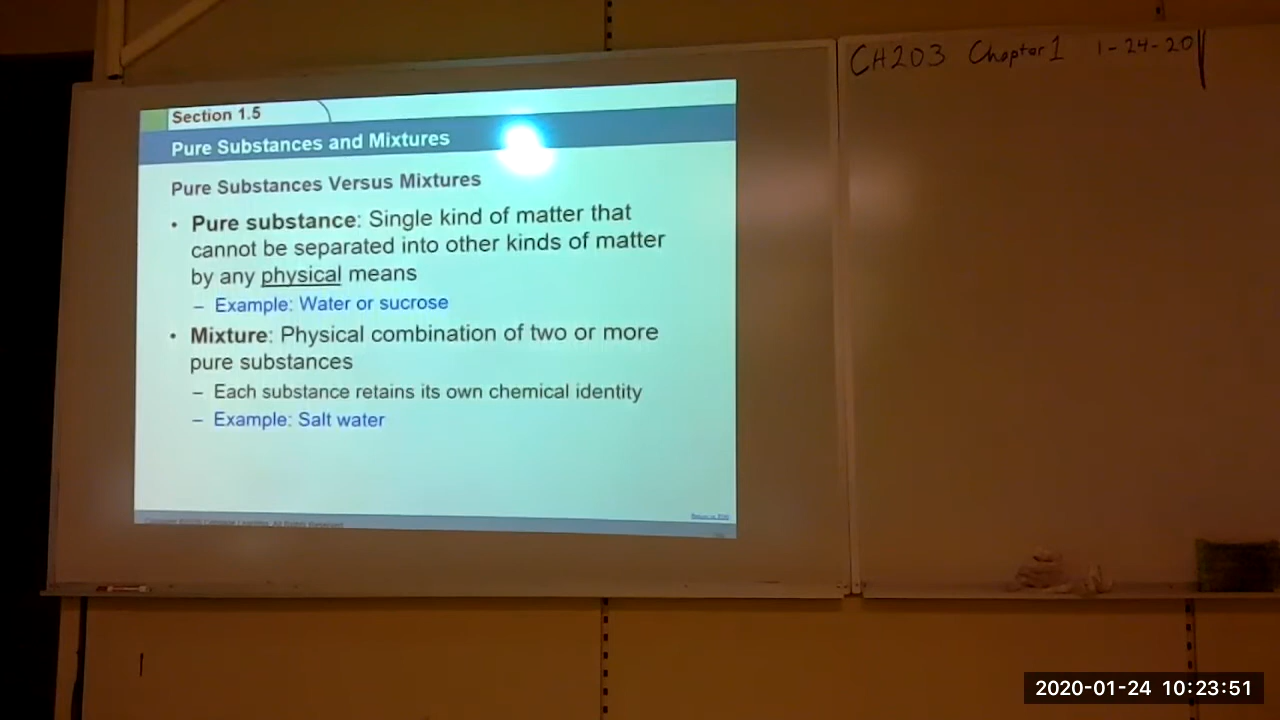 CH203 Chapter 1 1-24-20
Section 1.5
Pure Substances and Mixtures
Pure Substances Versus Mixtures
• Pure substance: Single kind of matter that
cannot be separated into other kinds of matter
by any physical means
– Example: Water or sucrose
• Mixture: Physical combination of two or more
pure substances
– Each substance retains its own chemical identity
– Example: Salt water
2020-01-24 10:23:51